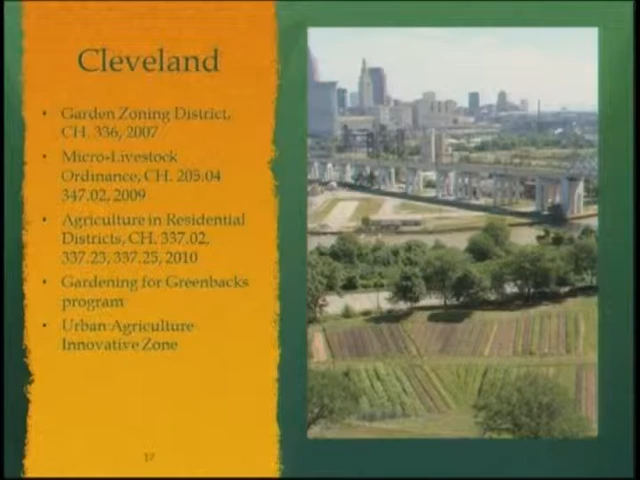 Cleveland
• Garden Zoning District,
CH. 336, 2007
• Micro-Livestock
Ordinance, CH. 205.04
347.02, 2009
• Agriculture in Residential
Districts, CH. 337.02,
337.23, 337.25, 2010
• Gardening for Greenbacks
program
• Urban Agriculture
Innovative Zone
17